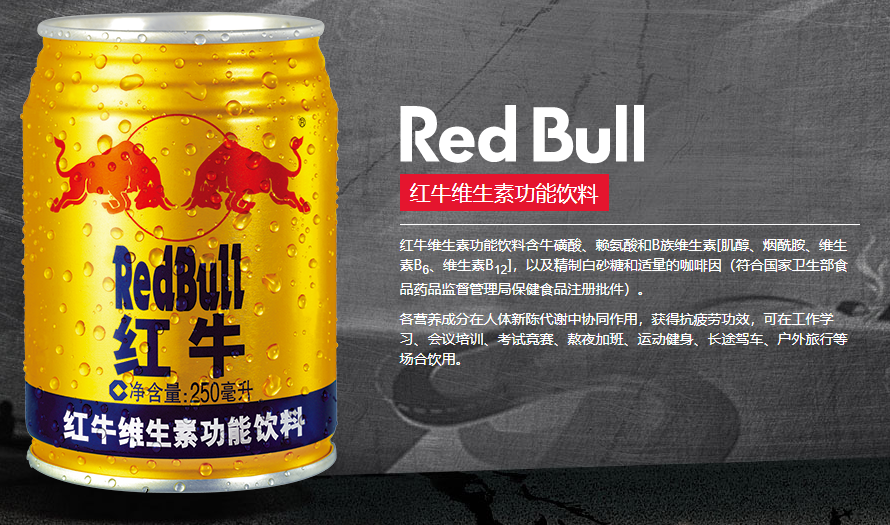 ®
RedBull
红牛
净含量:250毫升
红牛维生素功能饮料
Red Bull
红牛维生素功能饮料
红牛维生素功能饮料含牛磺酸、赖氨酸和B族维生素[肌醇、烟酰胺、维生
素B₆、维生素B₁₂]，以及精制白砂糖和适量的咖啡因（符合国家卫生部食
品药品监督管理局保健食品注册批件）。
各营养成分在人体新陈代谢中协同作用，获得抗疲劳功效，可在工作学
习、会议培训、考试竞赛、熬夜加班、运动健身、长途驾车、户外旅行等
场合饮用。